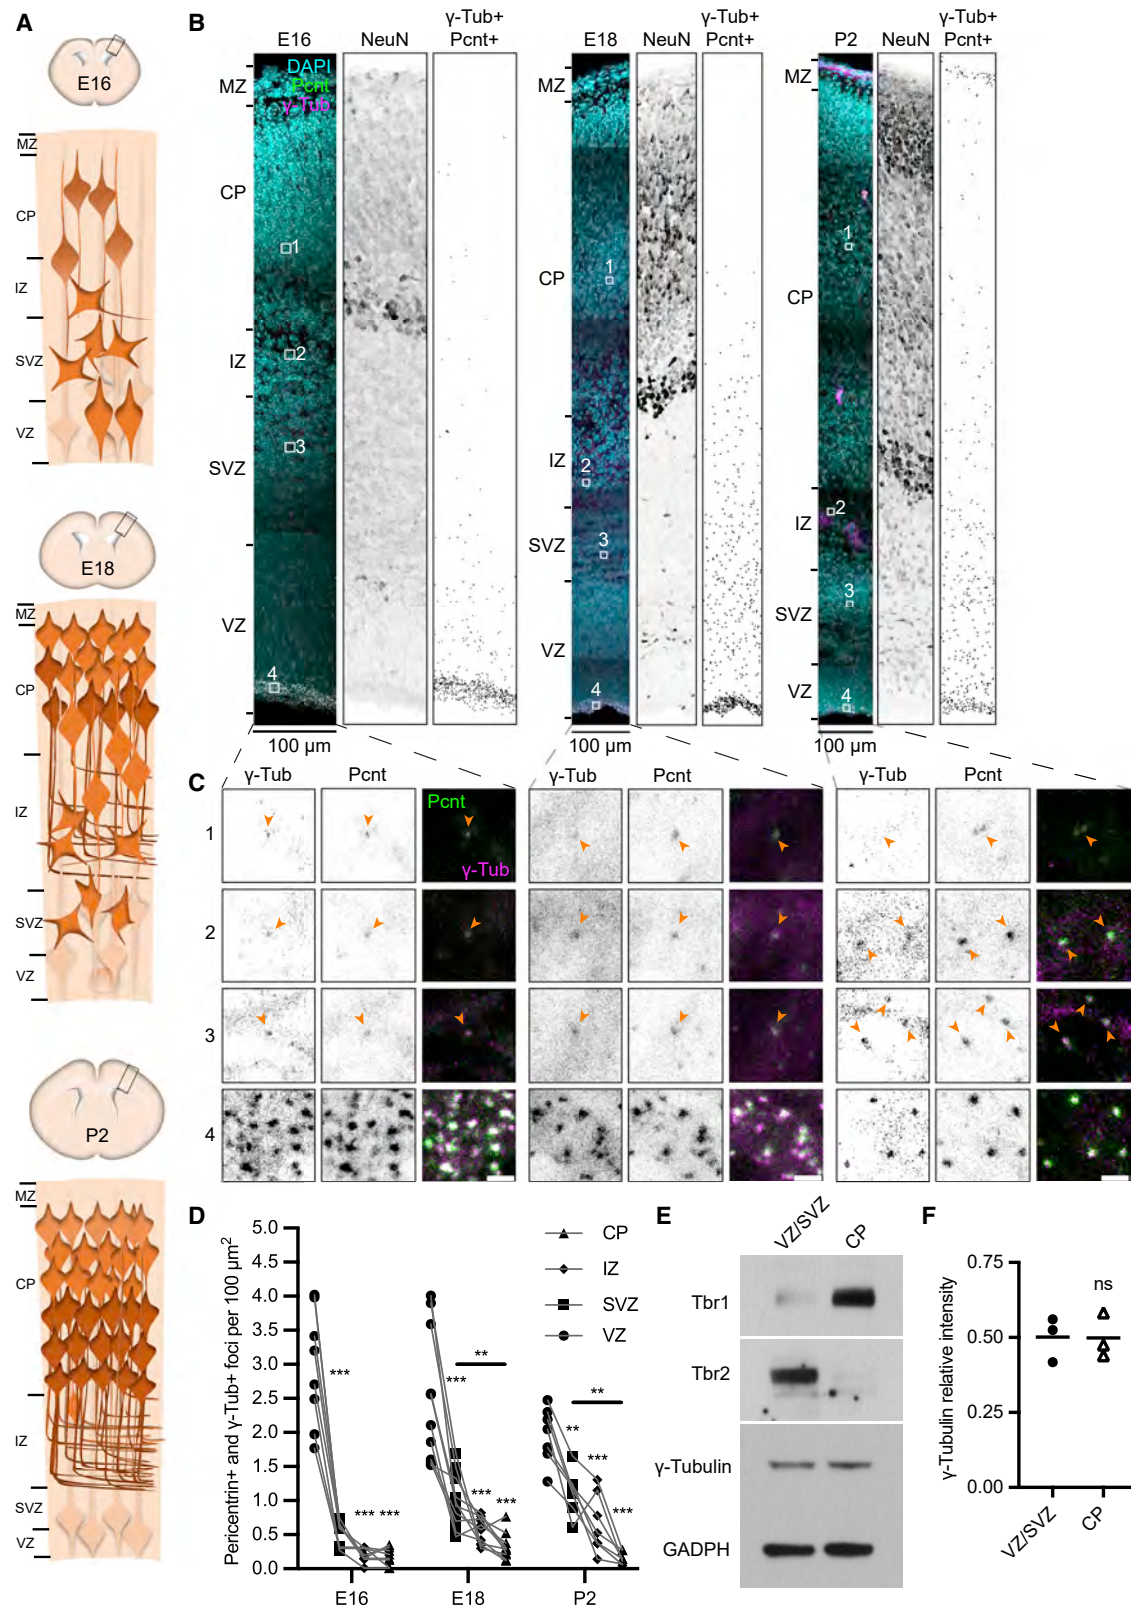 A
E16
MZ
CP
IZ
SVZ
VZ
E18
MZ
CP
IZ
SVZ
VZ
P2
MZ
CP
IZ
SVZ
VZ
B
E16 NeuN γ-Tub+ Pcnt+
DAPI
Pcnt
γ-Tub
MZ
CP
IZ
SVZ
VZ
1
2
3
4
100 µm
E18 NeuN γ-Tub+ Pcnt+
MZ
CP
IZ
SVZ
VZ
1
2
3
4
100 µm
P2 NeuN γ-Tub+ Pcnt+
MZ
CP
IZ
SVZ
VZ
1
2
3
4
100 µm
C
γ-Tub Pcnt γ-Tub Pcnt γ-Tub Pcnt
Pcnt
γ-Tub
1
2
3
4
D
Pericentrin+ and γ-Tub+ foci per 100 µm²
5.0
4.5
4.0
3.5
3.0
2.5
2.0
1.5
1.0
0.5
0.0
CP
IZ
SVZ
VZ
***
*** ***
**
***
***
***
**
**
***
***
E16 E18 P2
E
VZ/SVZ CP
Tbr1
Tbr2
γ-Tubulin
GADPH
F
γ-Tubulin relative intensity
0.75
0.50
0.25
0.00
ns
VZ/SVZ CP